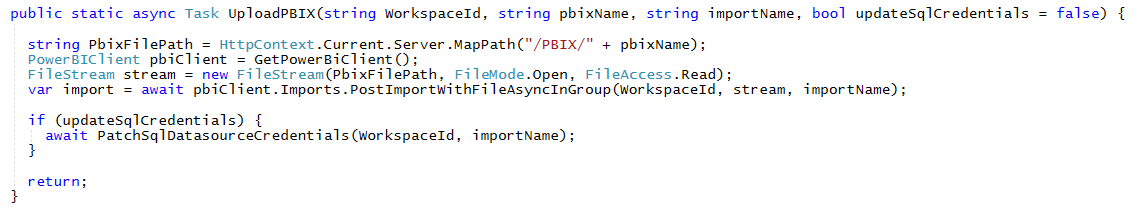 public static async Task UploadPBIX(string WorkspaceId, string pbixName, string importName, bool updateSqlCredentials = false) {
string PbixFilePath = HttpContext.Current.Server.MapPath("/PBIX/" + pbixName);
PowerBIClient pbiClient = GetPowerBiClient();
FileStream stream = new FileStream(PbixFilePath, FileMode.Open, FileAccess.Read);
var import = await pbiClient.Imports.PostImportWithFileAsyncInGroup(WorkspaceId, stream, importName);
if (updateSqlCredentials) {
await PatchSqlDatasourceCredentials(WorkspaceId, importName);
}
return;
}